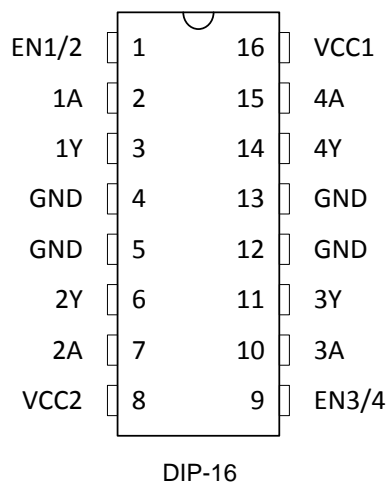 EN1/2 1 16 VCC1
1A 2 15 4A
1Y 3 14 4Y
GND 4 13 GND
GND 5 12 GND
2Y 6 11 3Y
2A 7 10 3A
VCC2 8 9 EN3/4
DIP-16